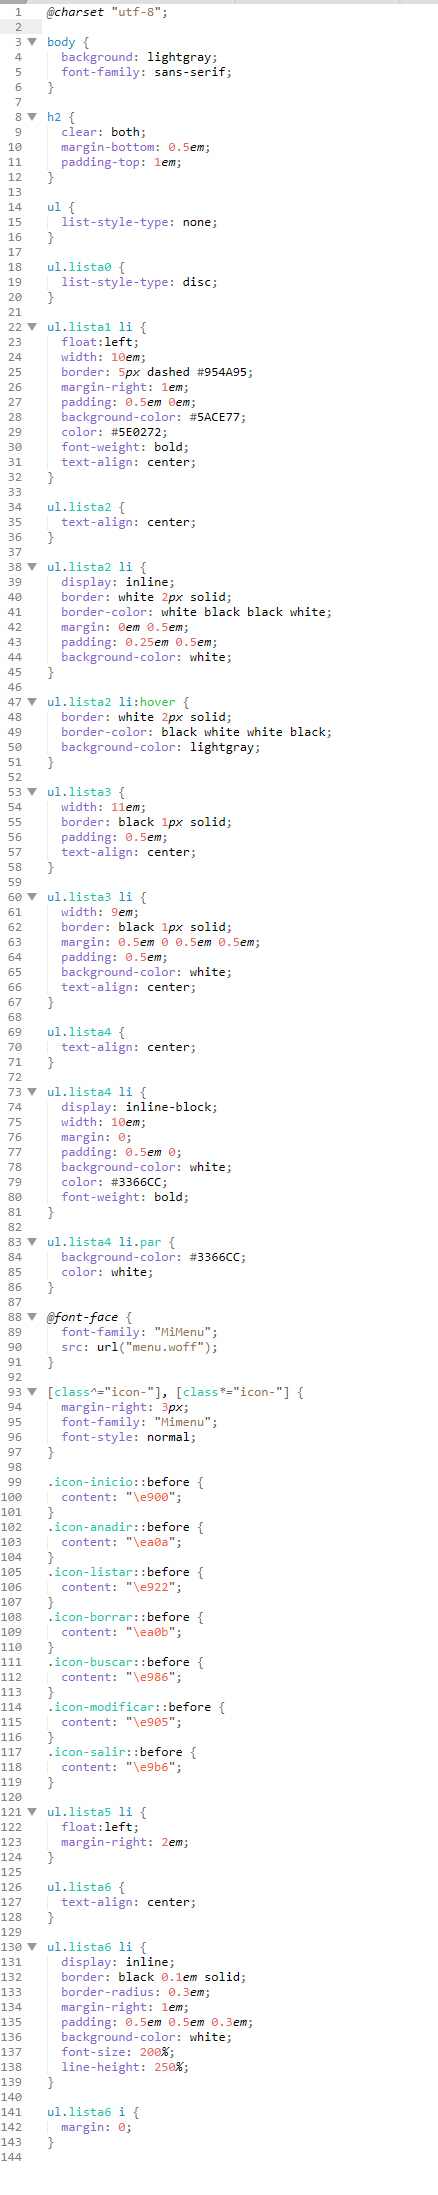 1 @charset "utf-8";
2
3 body {
4 background: lightgray;
5 font-family: sans-serif;
6 }
7
8 h2 {
9 clear: both;
10 margin-bottom: 0.5em;
11 padding-top: 1em;
12 }
13
14 ul {
15 list-style-type: none;
16 }
17
18 ul.lista0 {
19 list-style-type: disc;
20 }
21
22 ul.lista1 li {
23 float:left;
24 width: 10em;
25 border: 5px dashed #954A95;
26 margin-right: 1em;
27 padding: 0.5em 0em;
28 background-color: #5ACE77;
29 color: #5E0272;
30 font-weight: bold;
31 text-align: center;
32 }
33
34 ul.lista2 {
35 text-align: center;
36 }
37
38 ul.lista2 li {
39 display: inline;
40 border: white 2px solid;
41 border-color: white black black white;
42 margin: 0em 0.5em;
43 padding: 0.25em 0.5em;
44 background-color: white;
45 }
46
47 ul.lista2 li:hover {
48 border: white 2px solid;
49 border-color: black white white black;
50 background-color: lightgray;
51 }
52
53 ul.lista3 {
54 width: 11em;
55 border: black 1px solid;
56 padding: 0.5em;
57 text-align: center;
58 }
59
60 ul.lista3 li {
61 width: 9em;
62 border: black 1px solid;
63 margin: 0.5em 0 0.5em 0.5em;
64 padding: 0.5em;
65 background-color: white;
66 text-align: center;
67 }
68
69 ul.lista4 {
70 text-align: center;
71 }
72
73 ul.lista4 li {
74 display: inline-block;
75 width: 10em;
76 margin: 0;
77 padding: 0.5em 0;
78 background-color: white;
79 color: #3366CC;
80 font-weight: bold;
81 }
82
83 ul.lista4 li.par {
84 background-color: #3366CC;
85 color: white;
86 }
87
88 @font-face {
89 font-family: "MiMenu";
90 src: url("menu.woff");
91 }
92
93 [class^="icon-"], [class*="icon-"] {
94 margin-right: 3px;
95 font-family: "Mimenu";
96 font-style: normal;
97 }
98
99 .icon-inicio::before {
100 content: "\e900";
101 }
102 .icon-anadir::before {
103 content: "\ea0a";
104 }
105 .icon-listar::before {
106 content: "\e922";
107 }
108 .icon-borrar::before {
109 content: "\ea0b";
110 }
111 .icon-buscar::before {
112 content: "\e986";
113 }
114 .icon-modificar::before {
115 content: "\e905";
116 }
117 .icon-salir::before {
118 content: "\e9b6";
119 }
120
121 ul.lista5 li {
122 float:left;
123 margin-right: 2em;
124 }
125
126 ul.lista6 {
127 text-align: center;
128 }
129
130 ul.lista6 li {
131 display: inline;
132 border: black 0.1em solid;
133 border-radius: 0.3em;
134 margin-right: 1em;
135 padding: 0.5em 0.5em 0.3em;
136 background-color: white;
137 font-size: 200%;
138 line-height: 250%;
139 }
140
141 ul.lista6 i {
142 margin: 0;
143 }
144